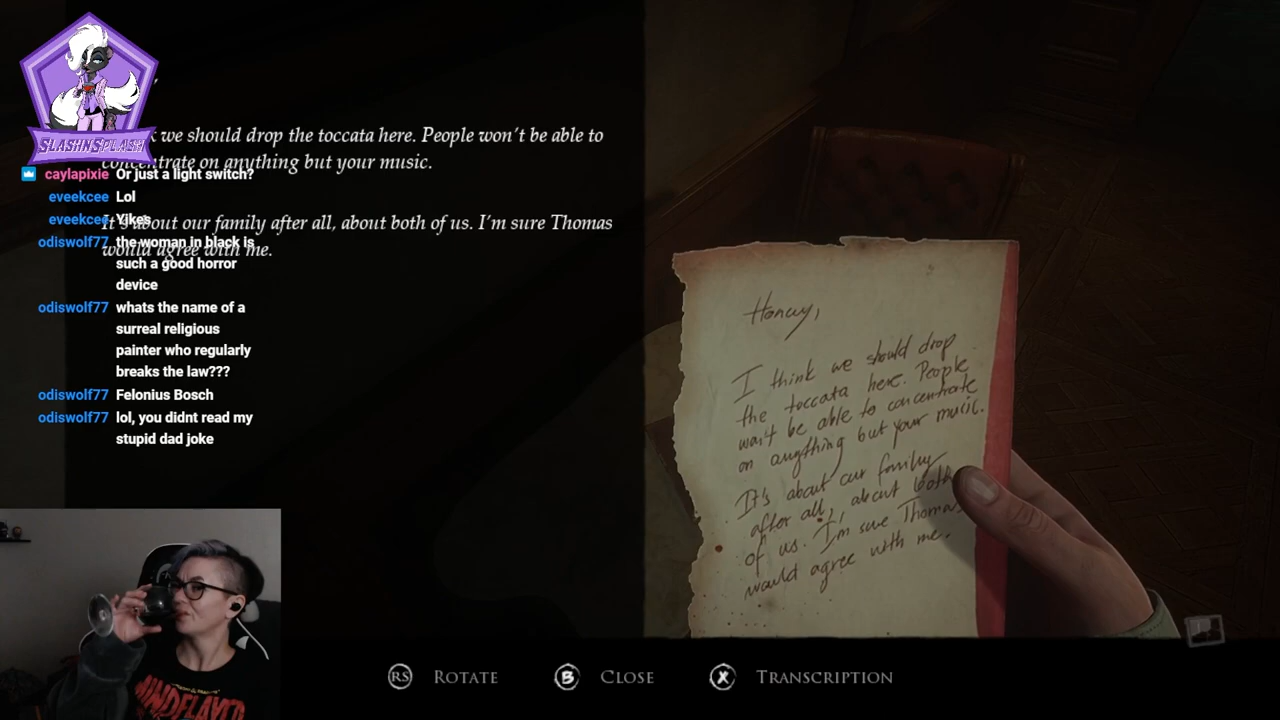 SLASHNSPLASH
we should drop the toccata here. People won't be able to
concentrate on anything but your music.
It's about our family after all, about both of us. I'm sure Thomas
would agree with me.
caylapixie Or just a light switch?
eveekcee Lol
eveekcee Yikes
odiswolf77 the woman in black is
such a good horror
device
odiswolf77 whats the name of a
surreal religious
painter who regularly
breaks the law???
odiswolf77 Felonius Bosch
odiswolf77 lol, you didnt read my
stupid dad joke
I think we should drop
the toccata here. People
won't be able to concentrate
on anything but your music.
It's about our family
after all, about both
of us. I'm sure Thomas
would agree with me.
MINDFLAYER
RS ROTATE
B CLOSE
X TRANSCRIPTION